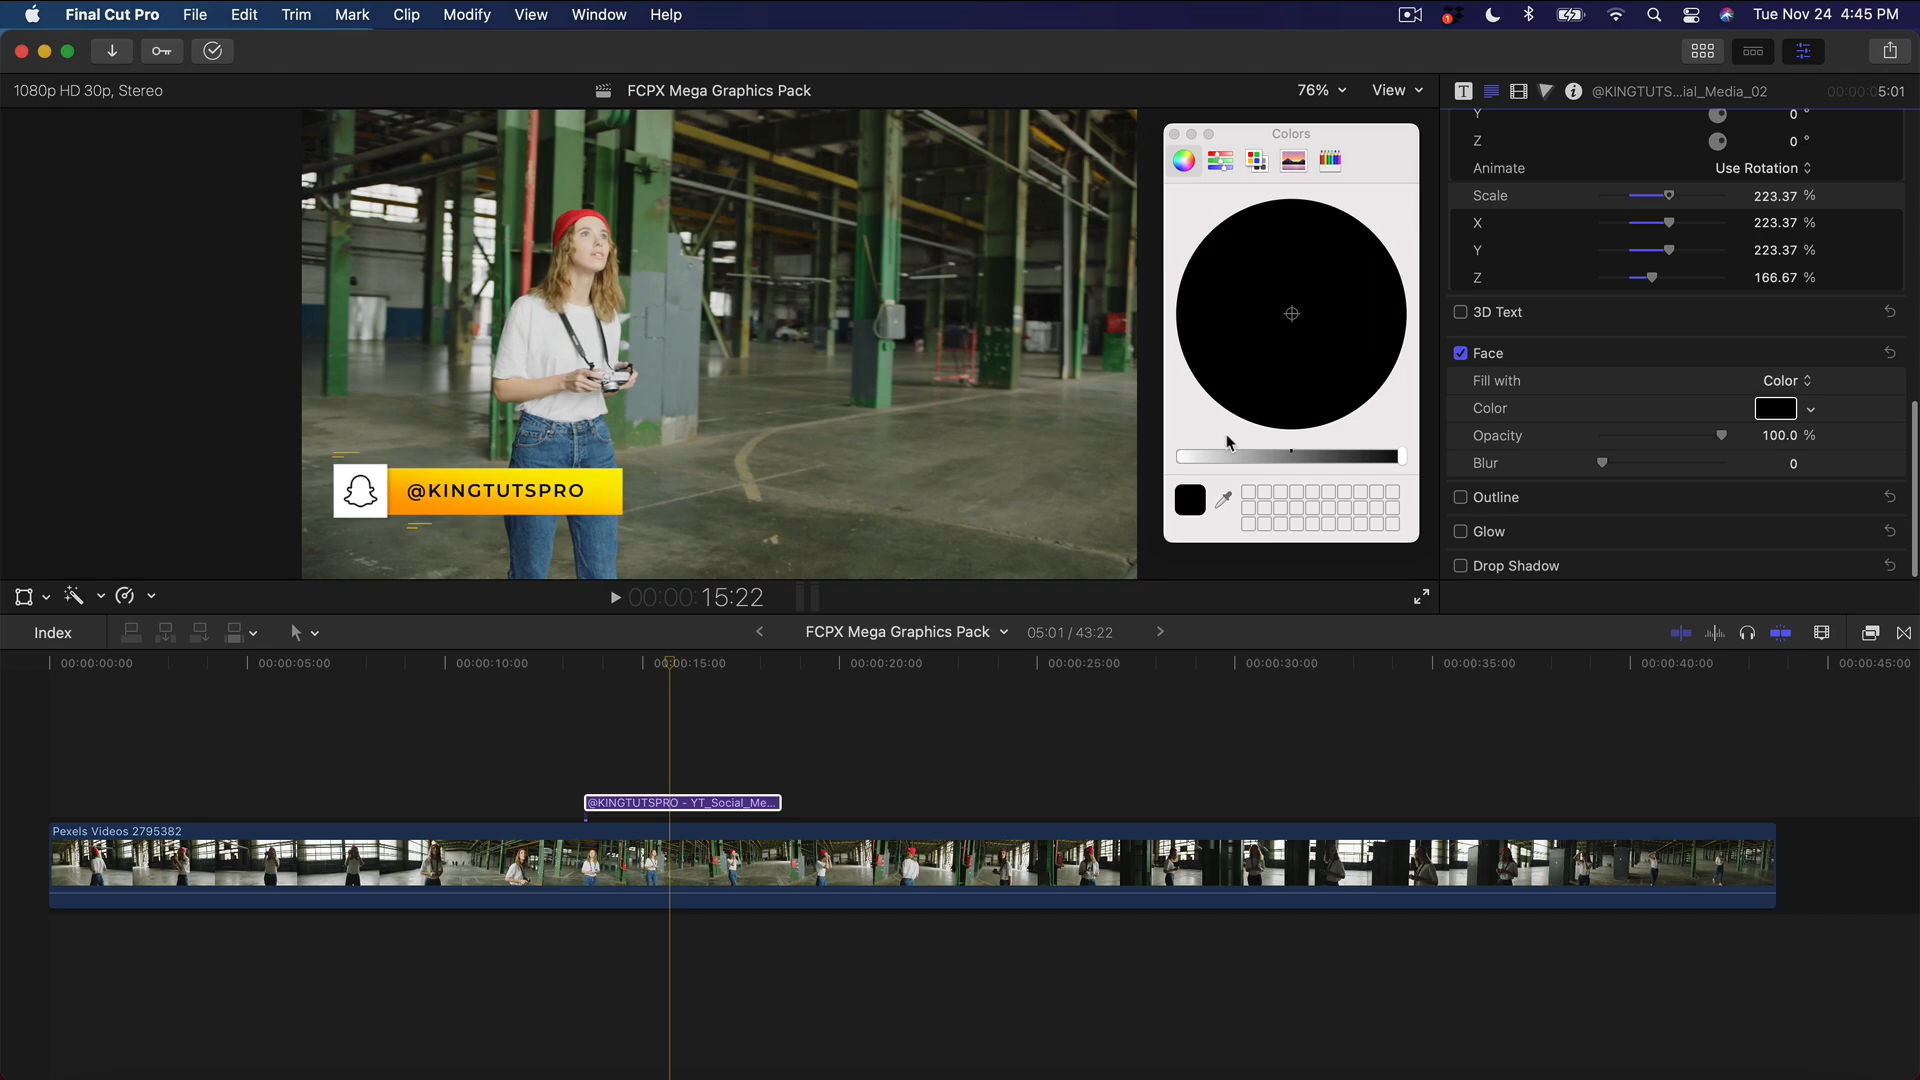 Final Cut Pro File Edit Trim Mark Clip Modify View Window Help
1 Tue Nov 24 4:45 PM
1080p HD 30p, Stereo
FCPX Mega Graphics Pack
76% View
T @KINGTUTS...ial_Media_02 00:00:05:01
Colors
Y 0 °
Z 0 °
Animate Use Rotation
Scale 223.37 %
X 223.37 %
Y 223.37 %
Z 166.67 %
3D Text
Face
Fill with Color
Color
Opacity 100.0 %
Blur 0
Outline
Glow
Drop Shadow
@KINGTUTSPRO
00:00:15:22
Index
FCPX Mega Graphics Pack 05:01 / 43:22
00:00:00:00 00:00:05:00 00:00:10:00 00:00:15:00 00:00:20:00 00:00:25:00 00:00:30:00 00:00:35:00 00:00:40:00 00:00:45:00
@KINGTUTSPRO - YT_Social_Me...
Pexels Videos 2795382